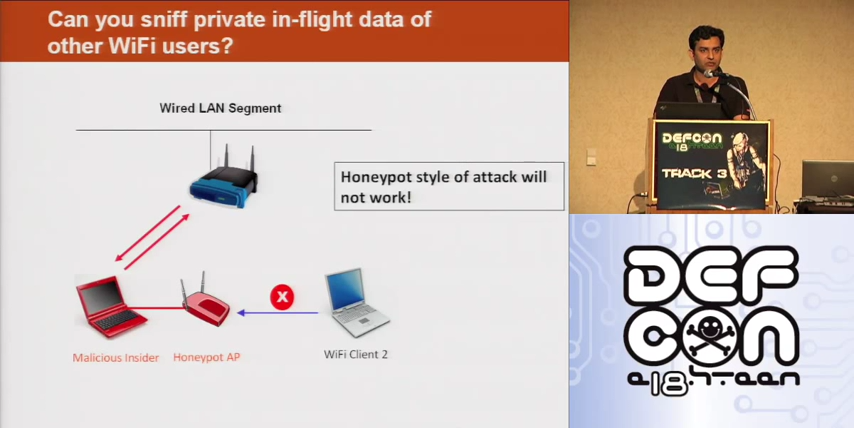 Can you sniff private in-flight data of
other WiFi users?
Wired LAN Segment
Honeypot style of attack will
not work!
X
Malicious Insider
Honeypot AP
WiFi Client 2
DEFCON
18
TRACK 3
DEF
CON
eighteen